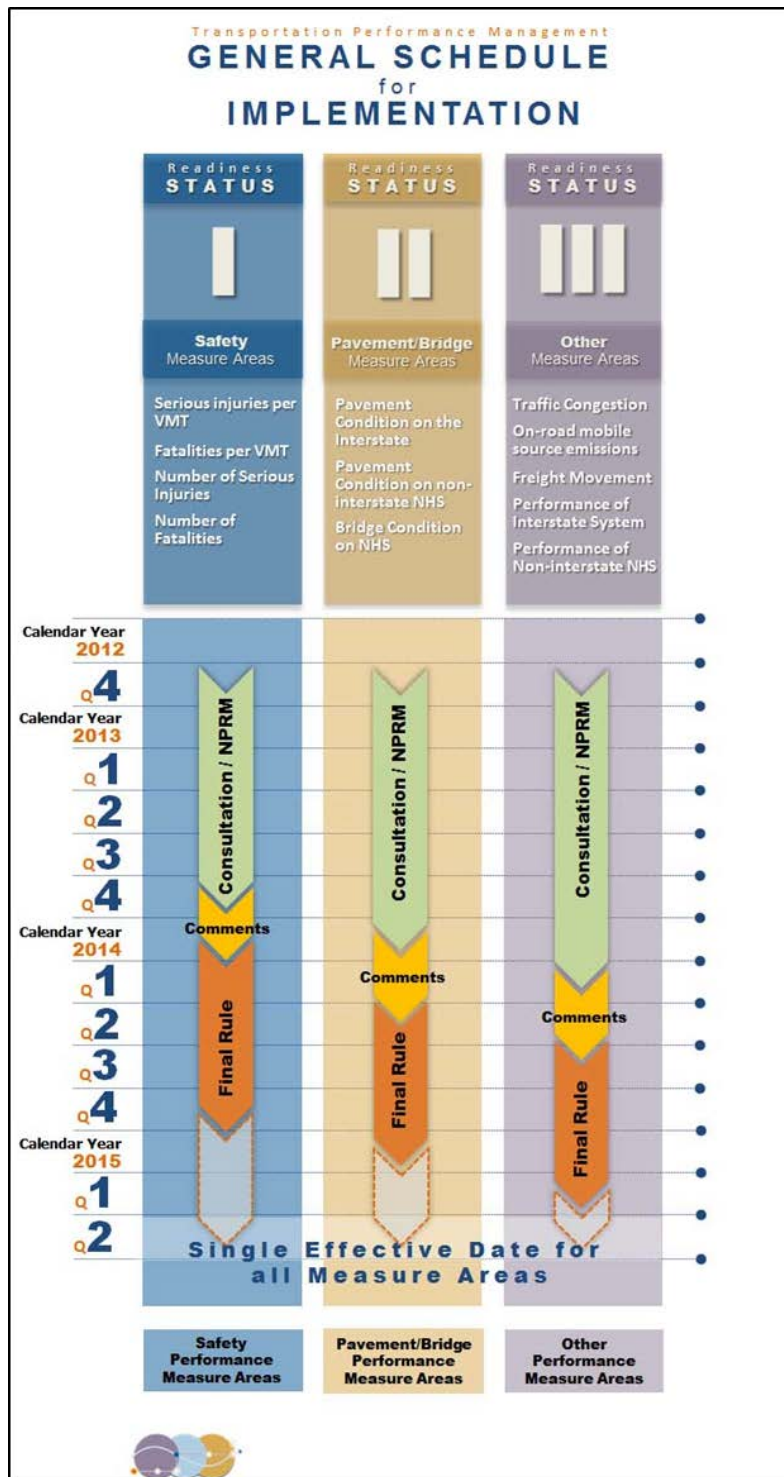 Transportation Performance Management
GENERAL SCHEDULE
for
IMPLEMENTATION
Readiness
STATUS
I
Safety
Measure Areas
Serious injuries per
VMT
Fatalities per VMT
Number of Serious
Injuries
Number of
Fatalities
Readiness
STATUS
II
Pavement/Bridge
Measure Areas
Pavement
Condition on the
Interstate
Pavement
Condition on non-
interstate NHS
Bridge Condition
on NHS
Readiness
STATUS
III
Other
Measure Areas
Traffic Congestion
On-road mobile
source emissions
Freight Movement
Performance of
Interstate System
Performance of
Non-interstate NHS
Calendar Year
2012
Q4
Calendar Year
2013
Q1
Q2
Q3
Q4
Calendar Year
2014
Q1
Q2
Q3
Q4
Calendar Year
2015
Q1
Q2
Consultation / NPRM
Comments
Final Rule
Consultation / NPRM
Comments
Final Rule
Consultation / NPRM
Comments
Final Rule
Single Effective Date for
all Measure Areas
Safety
Performance
Measure Areas
Pavement/Bridge
Performance
Measure Areas
Other
Performance
Measure Areas